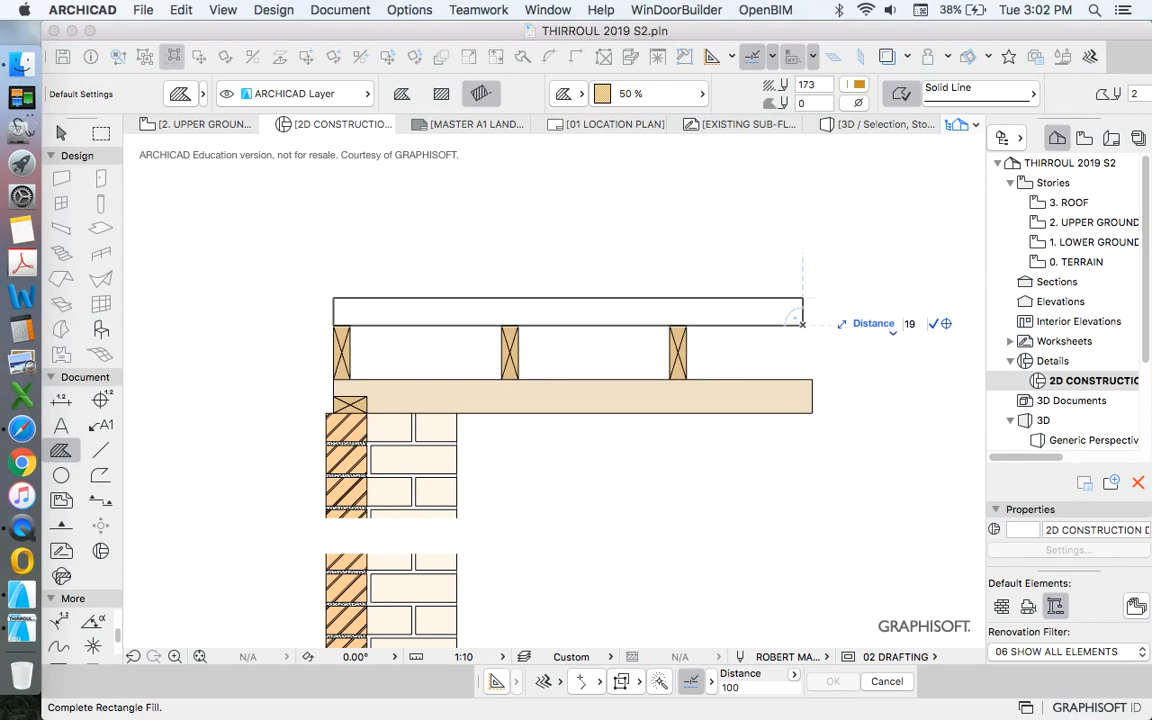 ARCHICAD File Edit View Design Document Options Teamwork Window Help WinDoorBuilder OpenBIM 38% Tue 3:02 PM
THIRROUL 2019 S2.pln
Default Settings ARCHICAD Layer 50 % 173 0 Solid Line 2
[2. UPPER GROUN... [2D CONSTRUCTIO... [MASTER A1 LAND... [01 LOCATION PLAN] [EXISTING SUB-FL... [3D / Selection, Sto...
ARCHICAD Education version, not for resale. Courtesy of GRAPHISOFT.
Design
Document
More
Distance 19
THIRROUL 2019 S2
Stories
3. ROOF
2. UPPER GROUND
1. LOWER GROUND
0. TERRAIN
Sections
Elevations
Interior Elevations
Worksheets
Details
2D CONSTRUCTIO
3D Documents
3D
Generic Perspectiv
Properties
2D CONSTRUCTION D
Settings...
Default Elements:
Renovation Filter:
06 SHOW ALL ELEMENTS
GRAPHISOFT.
N/A 0.00° 1:10 Custom N/A ROBERT MA... 02 DRAFTING
Distance
100
OK Cancel
Complete Rectangle Fill.
GRAPHISOFT ID